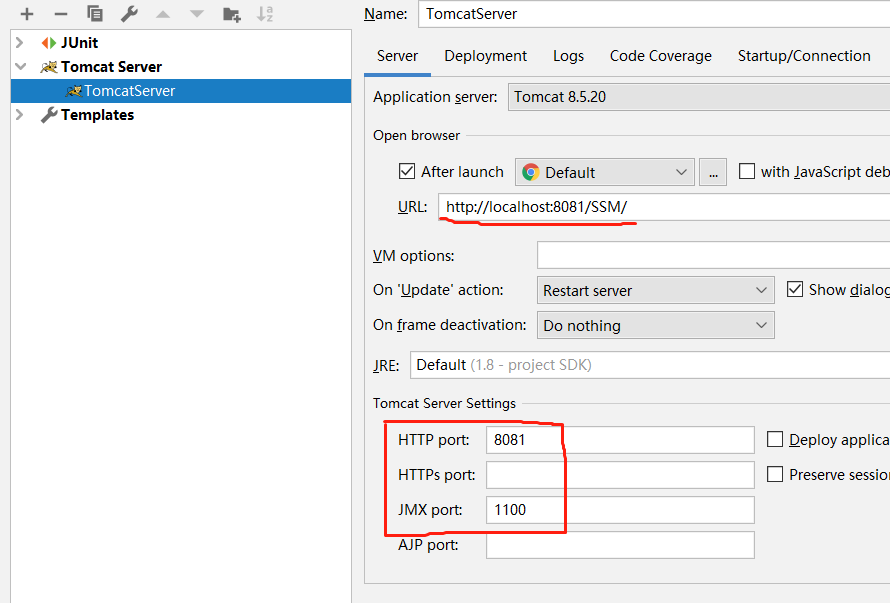 Name: TomcatServer
JUnit
Tomcat Server
TomcatServer
Templates
Server Deployment Logs Code Coverage Startup/Connection
Application server: Tomcat 8.5.20
Open browser
After launch Default ... with JavaScript deb
URL: http://localhost:8081/SSM/
VM options:
On 'Update' action: Restart server Show dialog
On frame deactivation: Do nothing
JRE: Default (1.8 - project SDK)
Tomcat Server Settings
HTTP port: 8081 Deploy applica
HTTPs port: Preserve session
JMX port: 1100
AJP port: